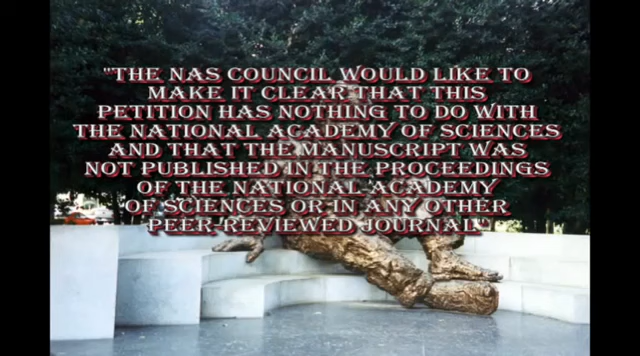 "THE NAS COUNCIL WOULD LIKE TO
MAKE IT CLEAR THAT THIS
PETITION HAS NOTHING TO DO WITH
THE NATIONAL ACADEMY OF SCIENCES
AND THAT THE MANUSCRIPT WAS
NOT PUBLISHED IN THE PROCEEDINGS
OF THE NATIONAL ACADEMY
OF SCIENCES OR IN ANY OTHER
PEER-REVIEWED JOURNAL"